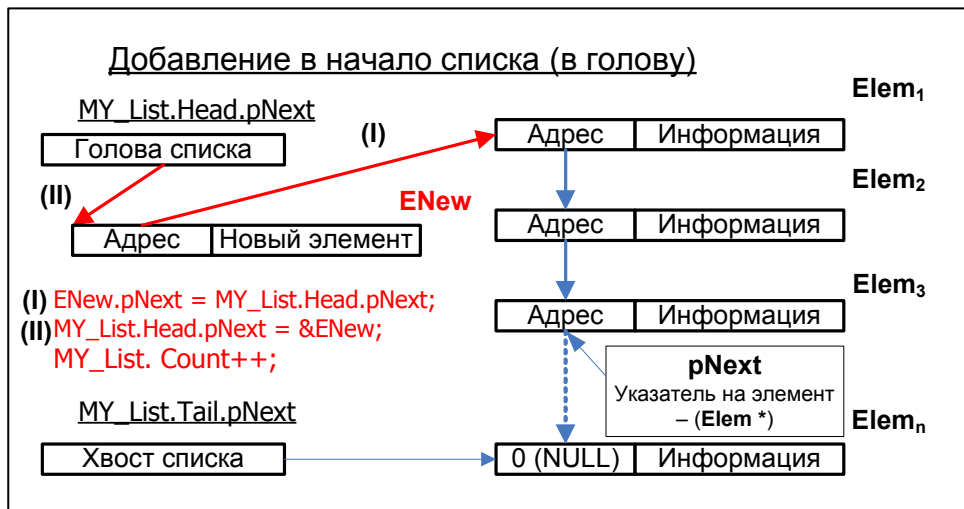 Добавление в начало списка (в голову)
Elem1
MY_List.Head.pNext
(I)
Голова списка
Адрес Информация
(II)
ENew
Elem2
Адрес Новый элемент
Адрес Информация
Elem3
(I) ENew.pNext = MY_List.Head.pNext;
Адрес Информация
(II) MY_List.Head.pNext = &ENew;
MY_List. Count++;
pNext
Указатель на элемент
– (Elem *)
MY_List.Tail.pNext
Elemn
Хвост списка
0 (NULL) Информация